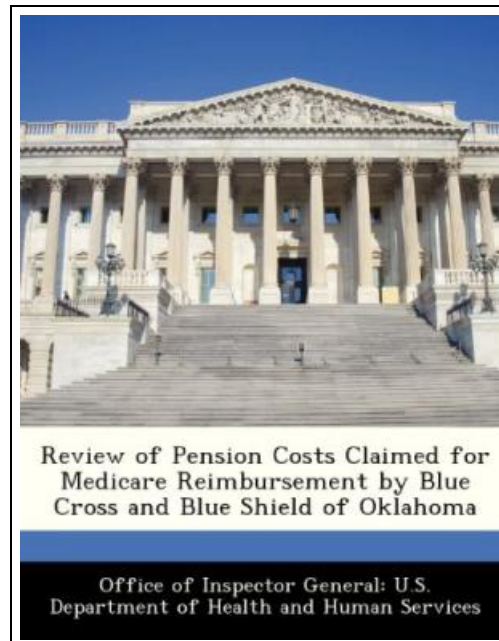 Review of Pension Costs Claimed for
Medicare Reimbursement by Blue
Cross and Blue Shield of Oklahoma
Office of Inspector General: U.S.
Department of Health and Human Services